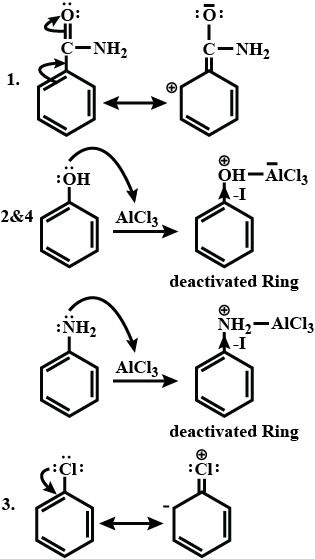 :O: :O:
C—NH₂ C—NH₂
1. ⊕
:OH AlCl₃ ⊕ OH—AlCl₃
2&4 -I
deactivated Ring
:NH₂ AlCl₃ ⊕ NH₂—AlCl₃
-I
deactivated Ring
:Cl: ⊕ :Cl:
3. -